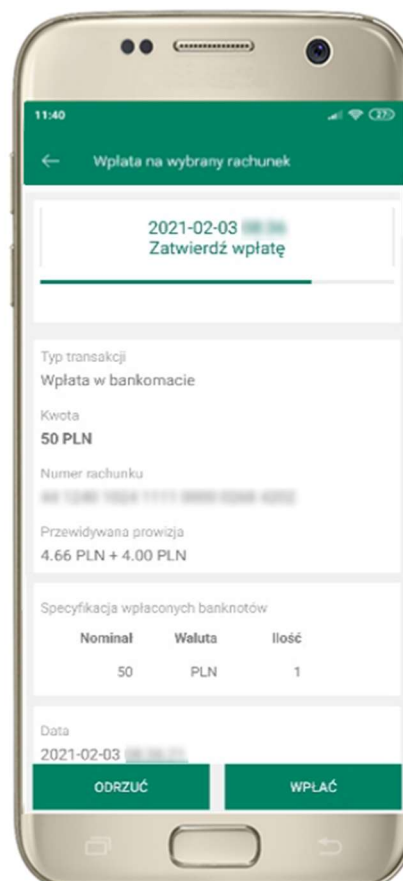 11:40
27
Wpłata na wybrany rachunek
2021-02-03
Zatwierdź wpłatę
Typ transakcji
Wpłata w bankomacie
Kwota
50 PLN
Numer rachunku
Przewidywana prowizja
4.66 PLN + 4.00 PLN
Specyfikacja wpłaconych banknotów
Nominał Waluta Ilość
50 PLN 1
Data
2021-02-03
ODRZUĆ WPŁAĆ